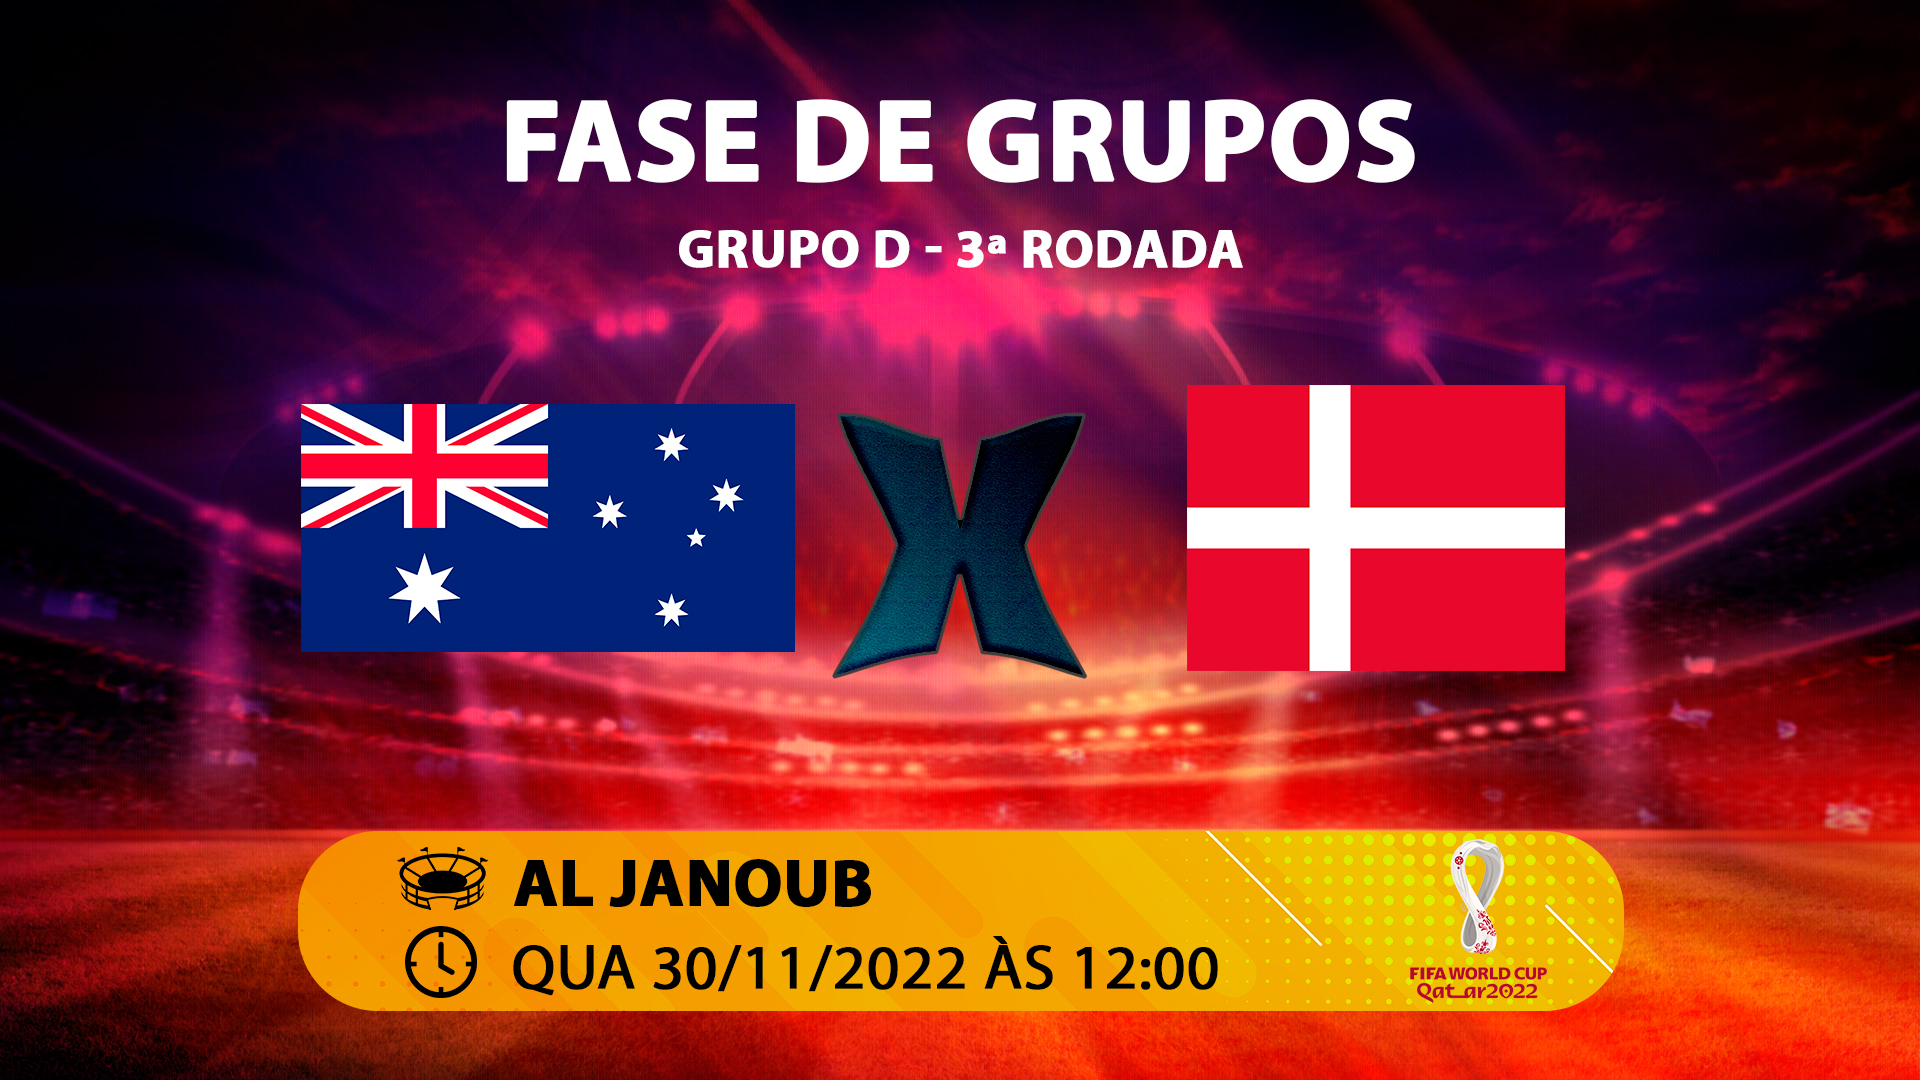 FASE DE GRUPOS
GRUPO D - 3ª RODADA
X
AL JANOUB
QUA 30/11/2022 ÀS 12:00
FIFA WORLD CUP
Qatar2022